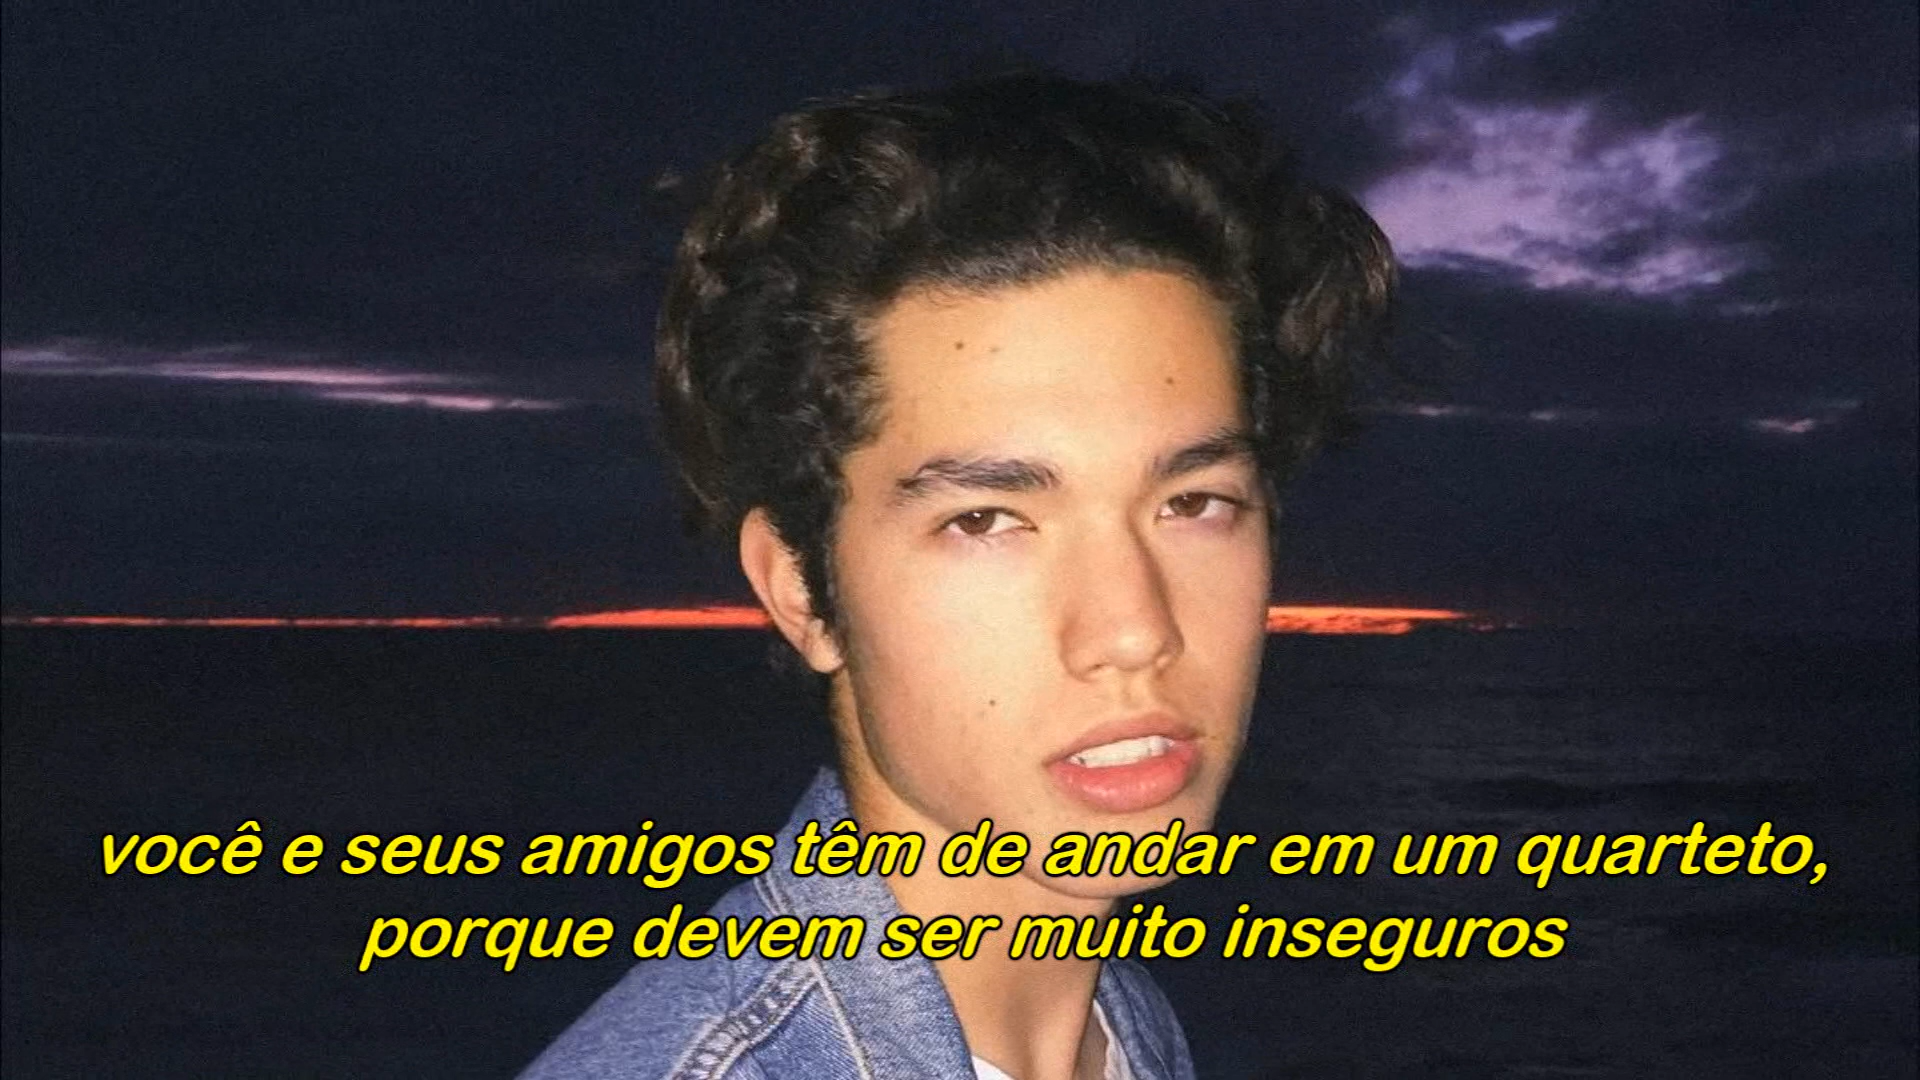 você e seus amigos têm de andar em um quarteto,
porque devem ser muito inseguros